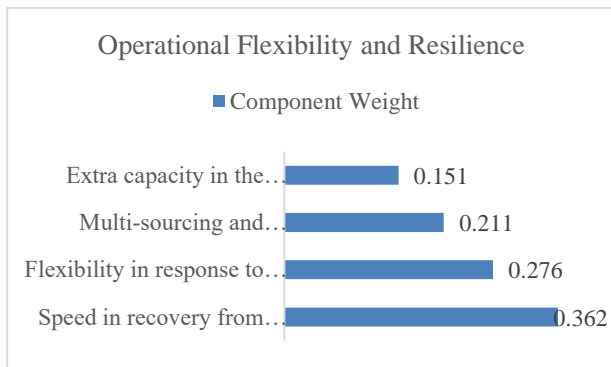 Operational Flexibility and Resilience
Component Weight
Extra capacity in the… 0.151
Multi-sourcing and… 0.211
Flexibility in response to… 0.276
Speed in recovery from… 0.362